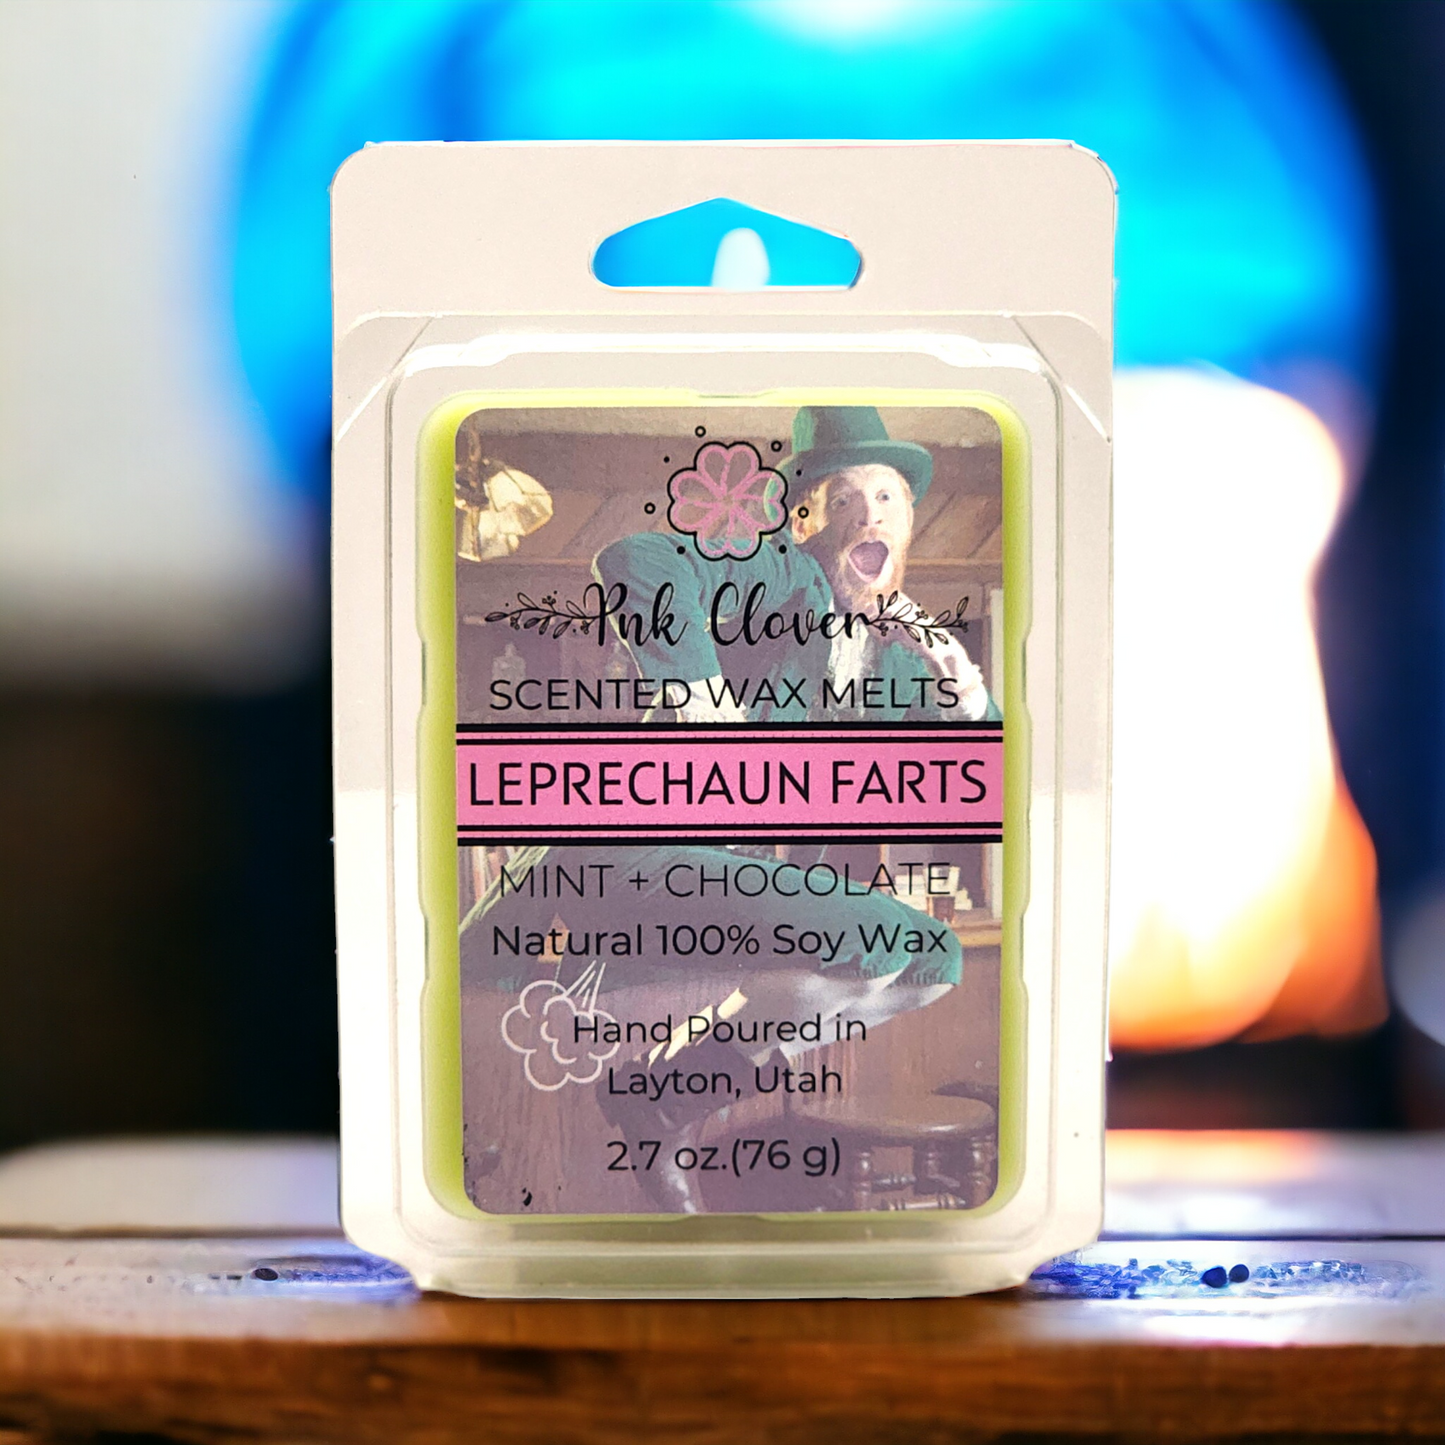 Pnk Clover
SCENTED WAX MELTS
LEPRECHAUN FARTS
MINT + CHOCOLATE
Natural 100% Soy Wax
Hand Poured in
Layton, Utah
2.7 oz.(76 g)